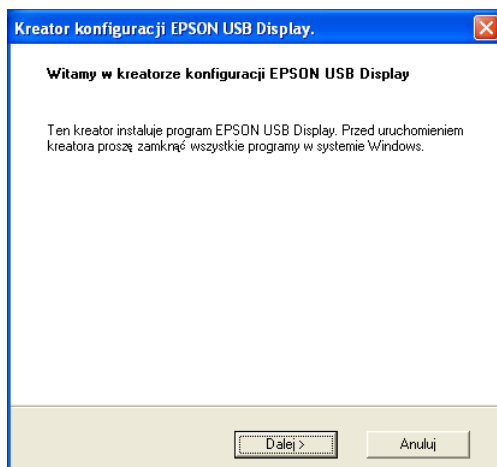 Kreator konfiguracji EPSON USB Display.
Witamy w kreatorze konfiguracji EPSON USB Display
Ten kreator instaluje program EPSON USB Display. Przed uruchomieniem
kreatora proszę zamknąć wszystkie programy w systemie Windows.
Dalej >
Anuluj